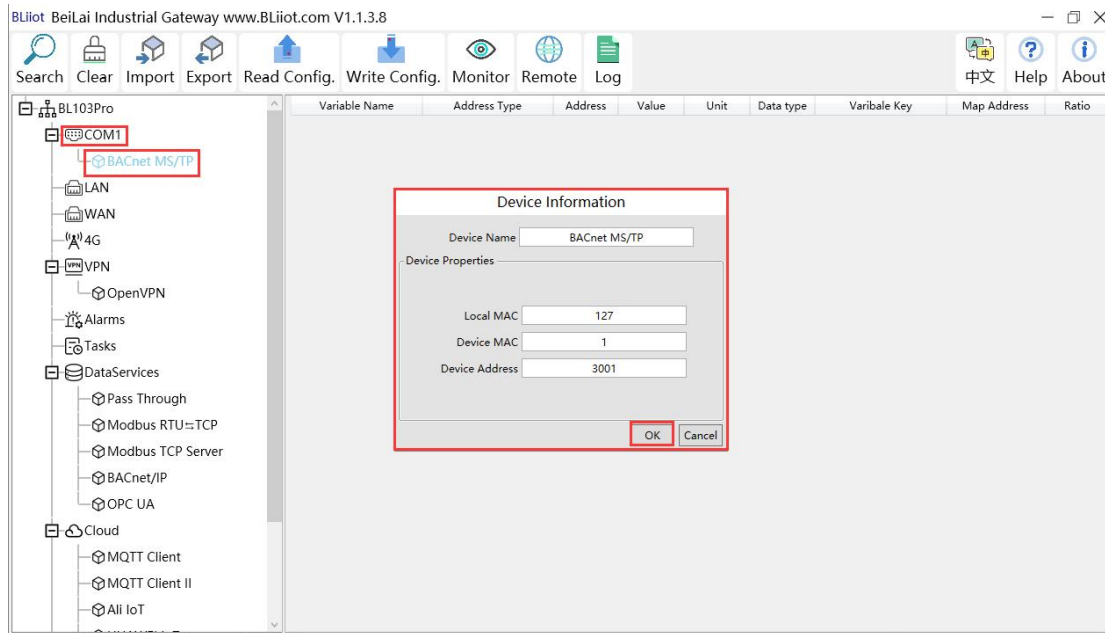 BLiiot BeiLai Industrial Gateway www.BLiiot.com V1.1.3.8
Search Clear Import Export Read Config. Write Config. Monitor Remote Log 中文 Help About
BL103Pro
COM1
BACnet MS/TP
LAN
WAN
4G
VPN VPN
OpenVPN
Alarms
Tasks
DataServices
Pass Through
Modbus RTU⇆TCP
Modbus TCP Server
BACnet/IP
OPC UA
Cloud
MQTT Client
MQTT Client II
Ali IoT
Variable Name Address Type Address Value Unit Data type Varibale Key Map Address Ratio
Device Information
Device Name BACnet MS/TP
Device Properties
Local MAC 127
Device MAC 1
Device Address 3001
OK Cancel